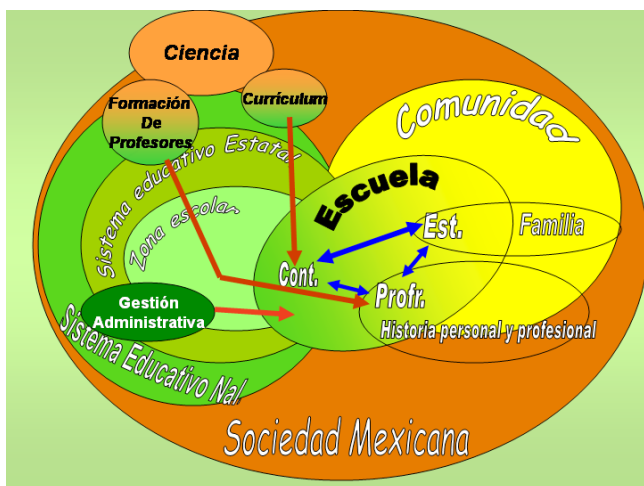 Ciencia
Formación
De
Profesores
Currículum
Comunidad
Sistema educativo Estatal
Zona escolar
Escuela
Est.
Familia
Cont.
Profr.
Gestión
Administrativa
Historia personal y profesional
Sistema Educativo Nal.
Sociedad Mexicana